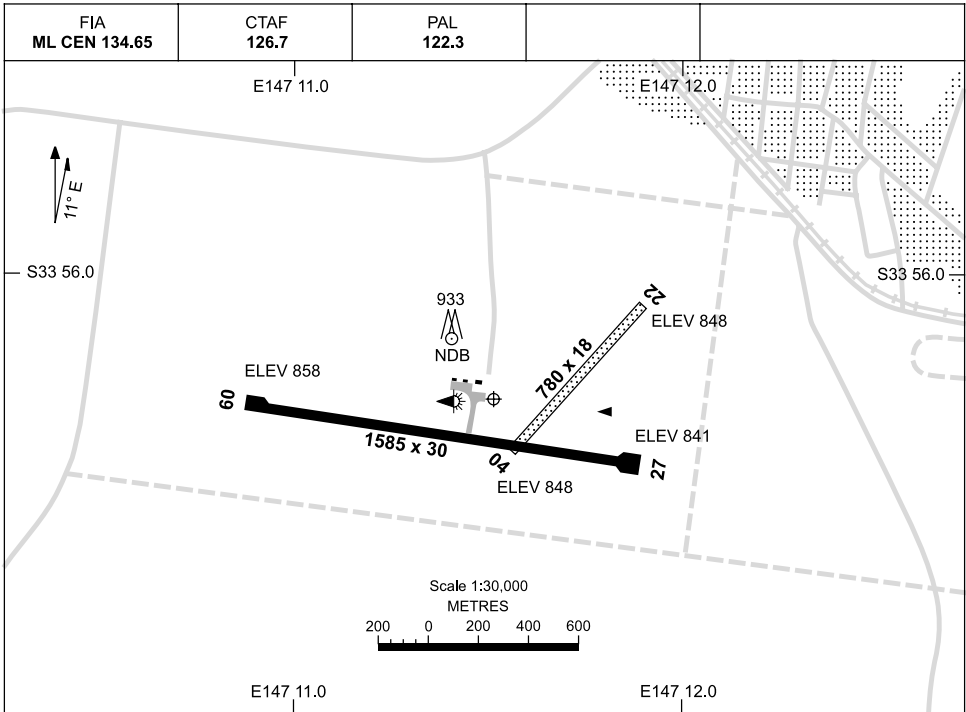 FIA
ML CEN 134.65
CTAF
126.7
PAL
122.3
E147 11.0
E147 12.0
11° E
S33 56.0
S33 56.0
933
NDB
22
ELEV 848
780 x 18
ELEV 858
09
1585 x 30
ELEV 841
04
27
ELEV 848
Scale 1:30,000
METRES
200 0 200 400 600
E147 11.0
E147 12.0